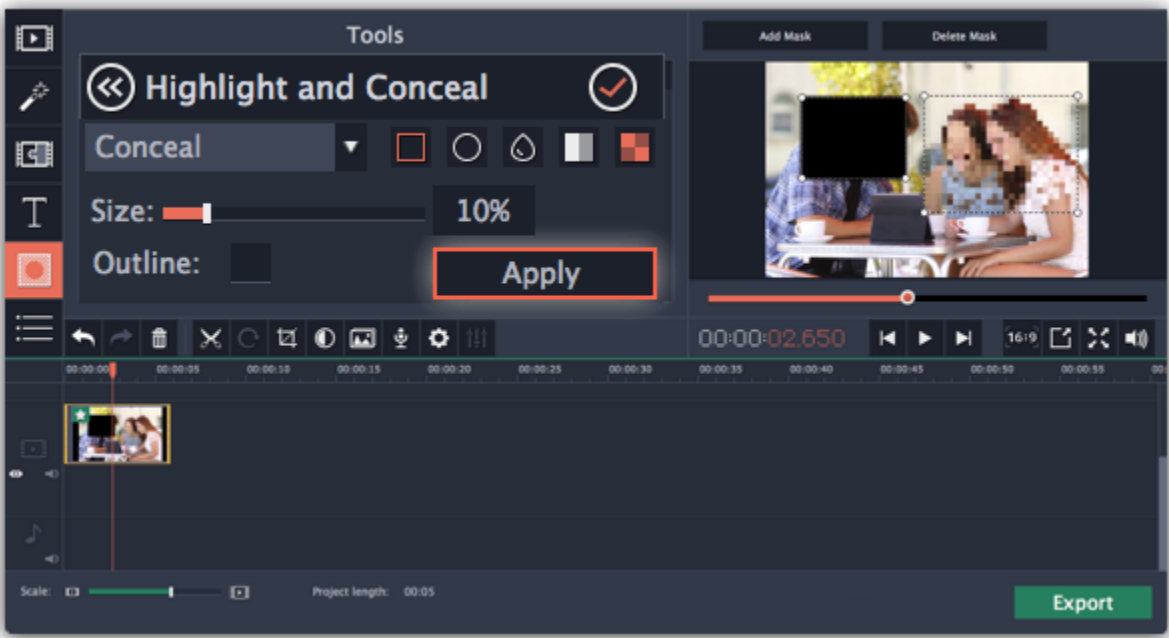 Tools
Add Mask
Delete Mask
Highlight and Conceal
Conceal
Size:
10%
Outline:
Apply
00:00:02.650
16:9
00:00:00
00:00:05
00:00:10
00:00:15
00:00:20
00:00:25
00:00:30
00:00:35
00:00:40
00:00:45
00:00:50
00:00:55
00:
Scale:
Project length: 00:05
Export